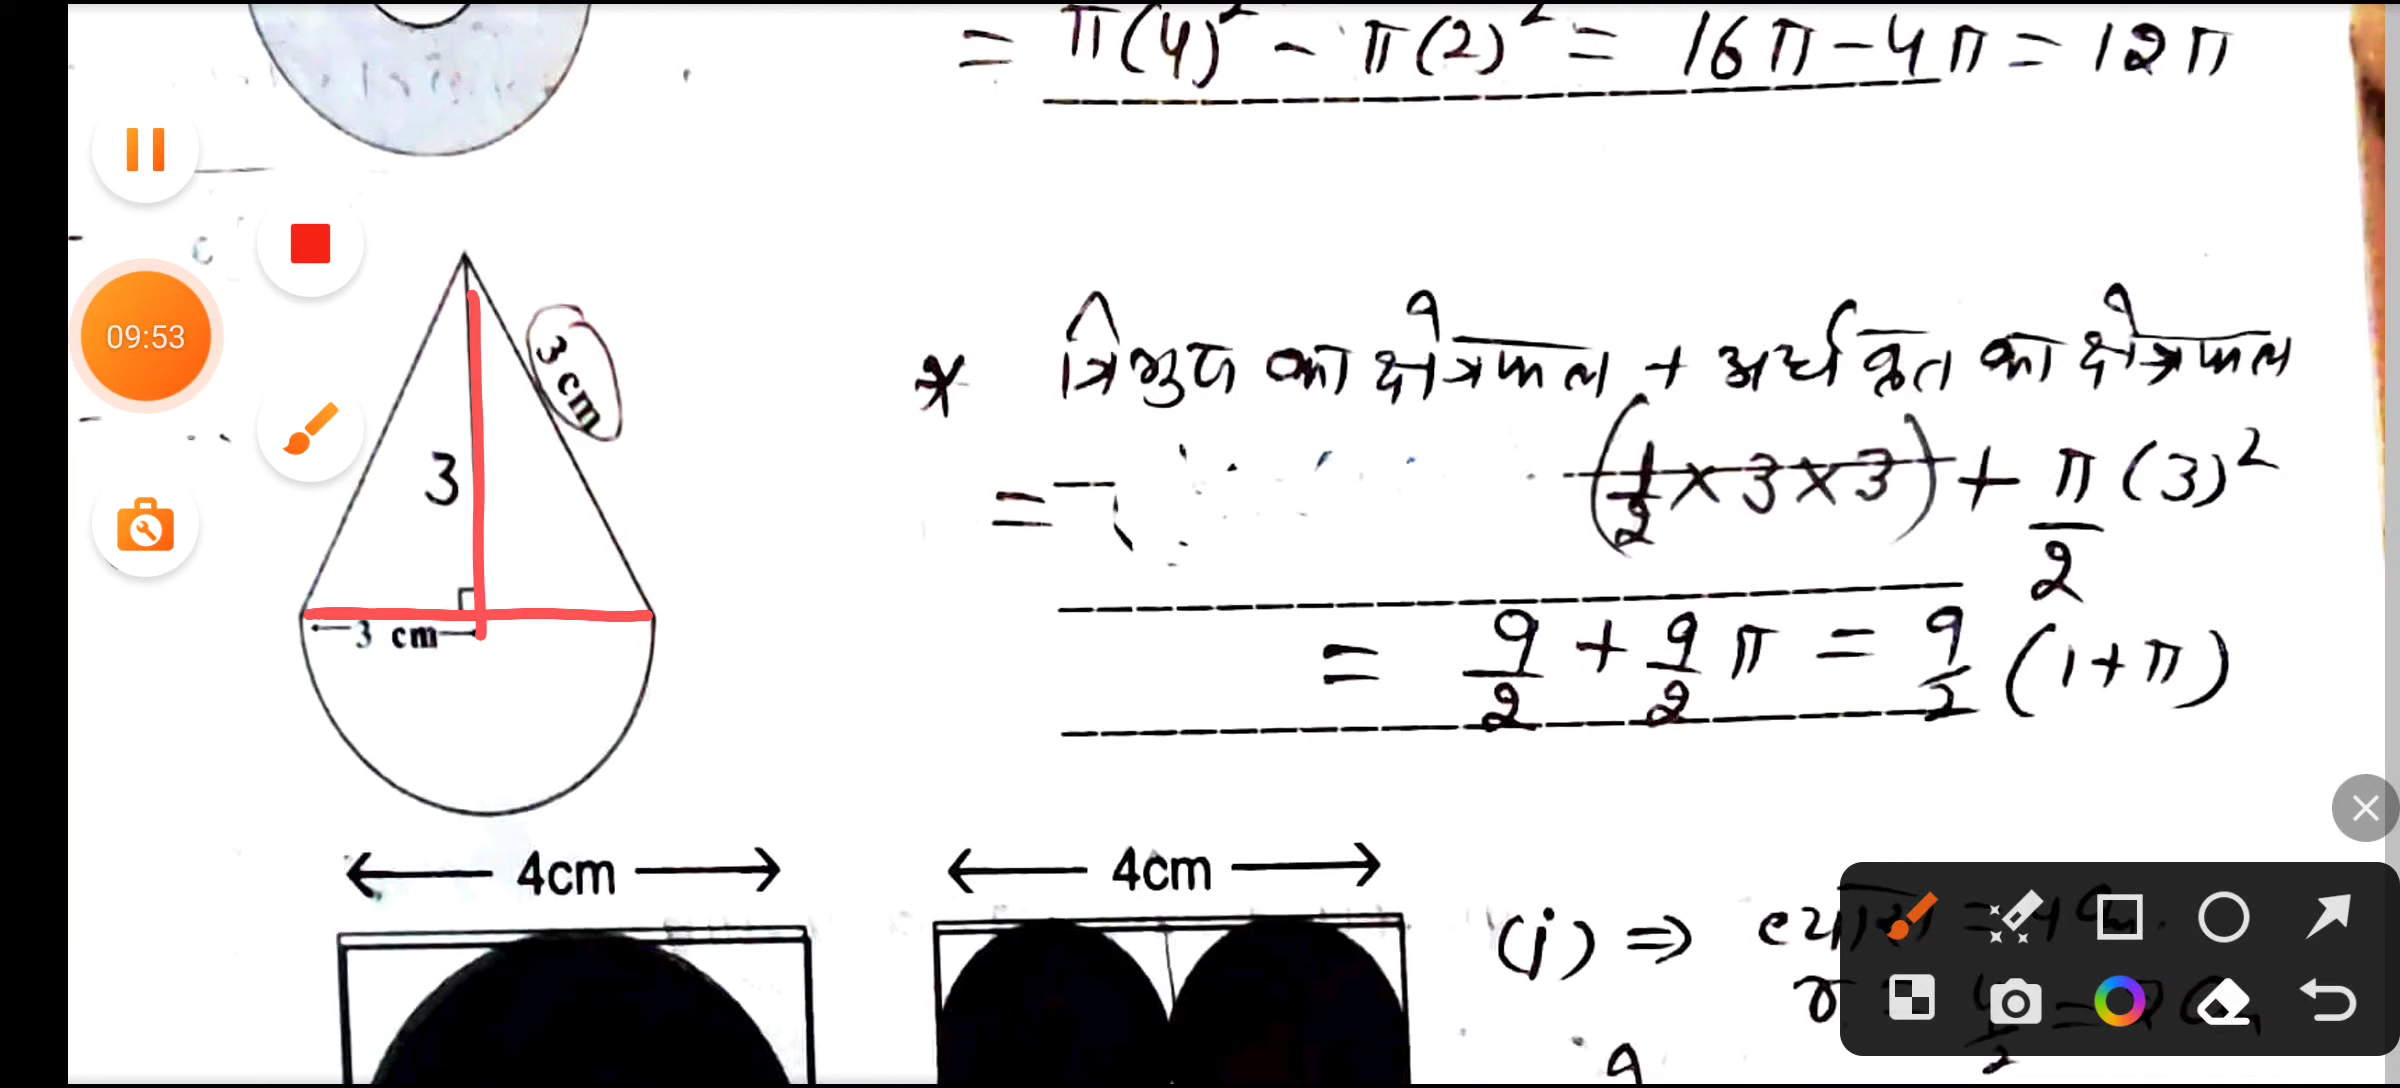 = π(4)² - π(2)² = 16π - 4π = 12π
09:53
3 cm
3
3 cm
* त्रिभुज का क्षेत्रफल + अर्धवृत का क्षेत्रफल
= (1/2 × 3 × 3) + π/2 (3)²
= 9/2 + 9/2 π = 9/2 (1+π)
4cm
4cm
(i) ⇒